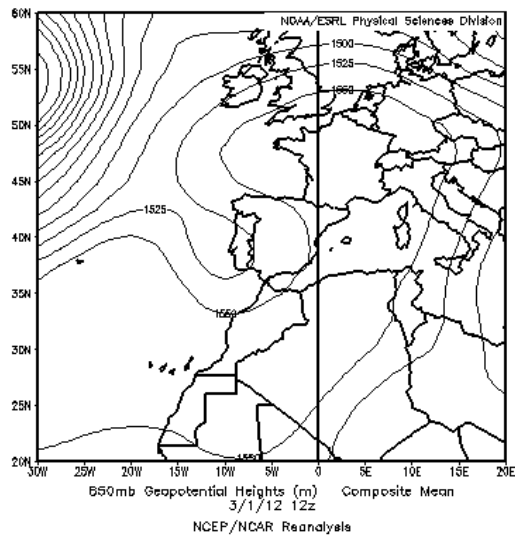 NOAA/ESRL Physical Sciences Division
60N
55N
50N
45N
40N
35N
30N
25N
20N
1500
1525
1550
1525
1550
1550
30W 25W 20W 15W 10W 5W 0 5E 10E 15E 20E
850mb Geopotential Heights (m) Composite Mean
3/1/12 12z
NCEP/NCAR Reanalysis